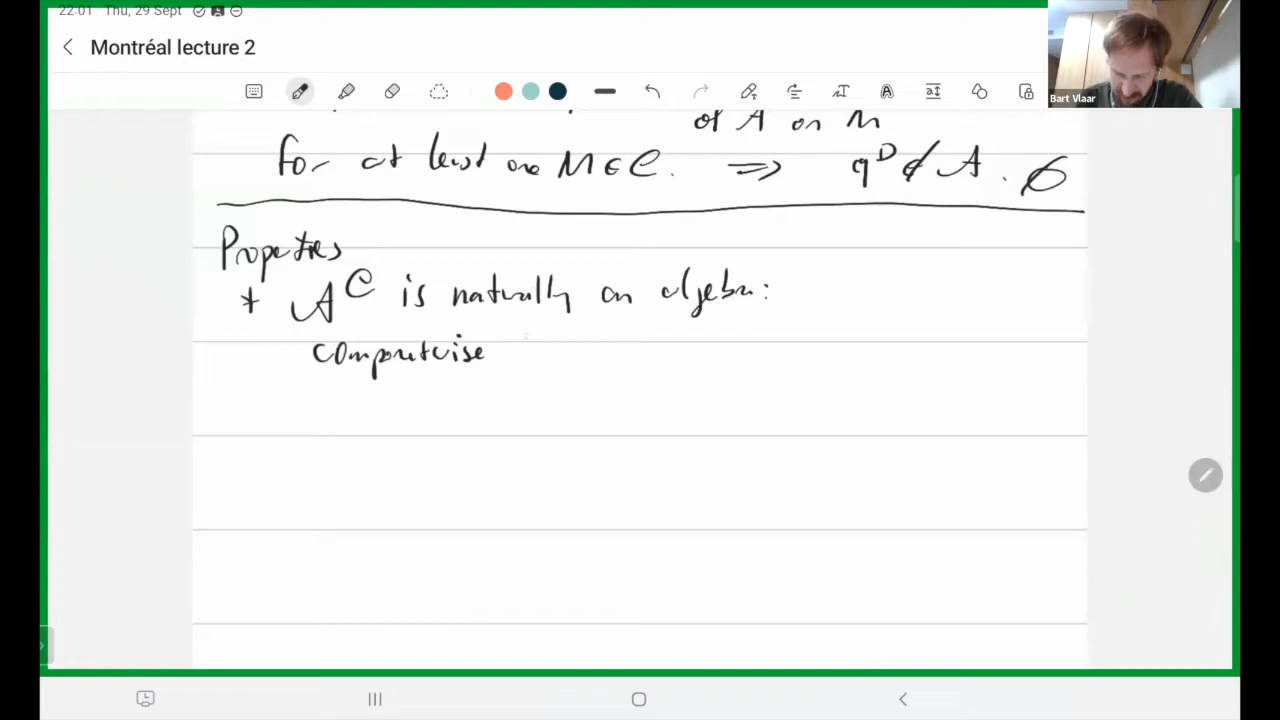 22:01 Thu, 29 Sept
Montréal lecture 2
Bart Vlaar
of A on M
for at least one M ∈ C. ⟹ q^D ∉ A.
Properties
* A^C is naturally an algebra:
componentwise